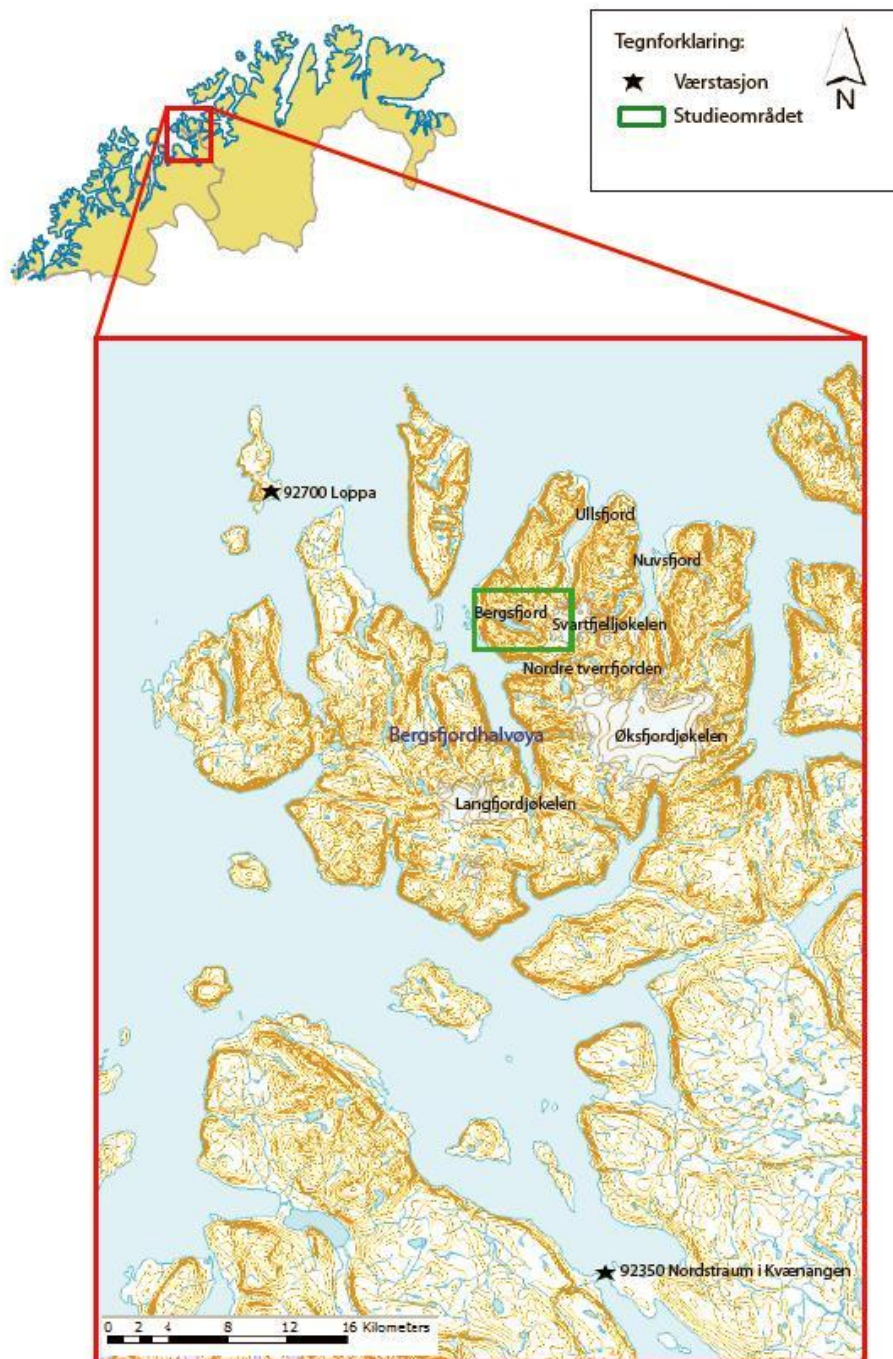 Tegnforklaring:
Værstasjon
Studieområdet
N
92700 Loppa
Ullsfjord
Nuvsfjord
Bergsfjord
Svartfjelljøkelen
Nordre tverrfjorden
Bergsfjordhalvøya
Øksfjordjøkelen
Langfjordjøkelen
92350 Nordstraum i Kvænangen
0 2 4 8 12 16 Kilometers